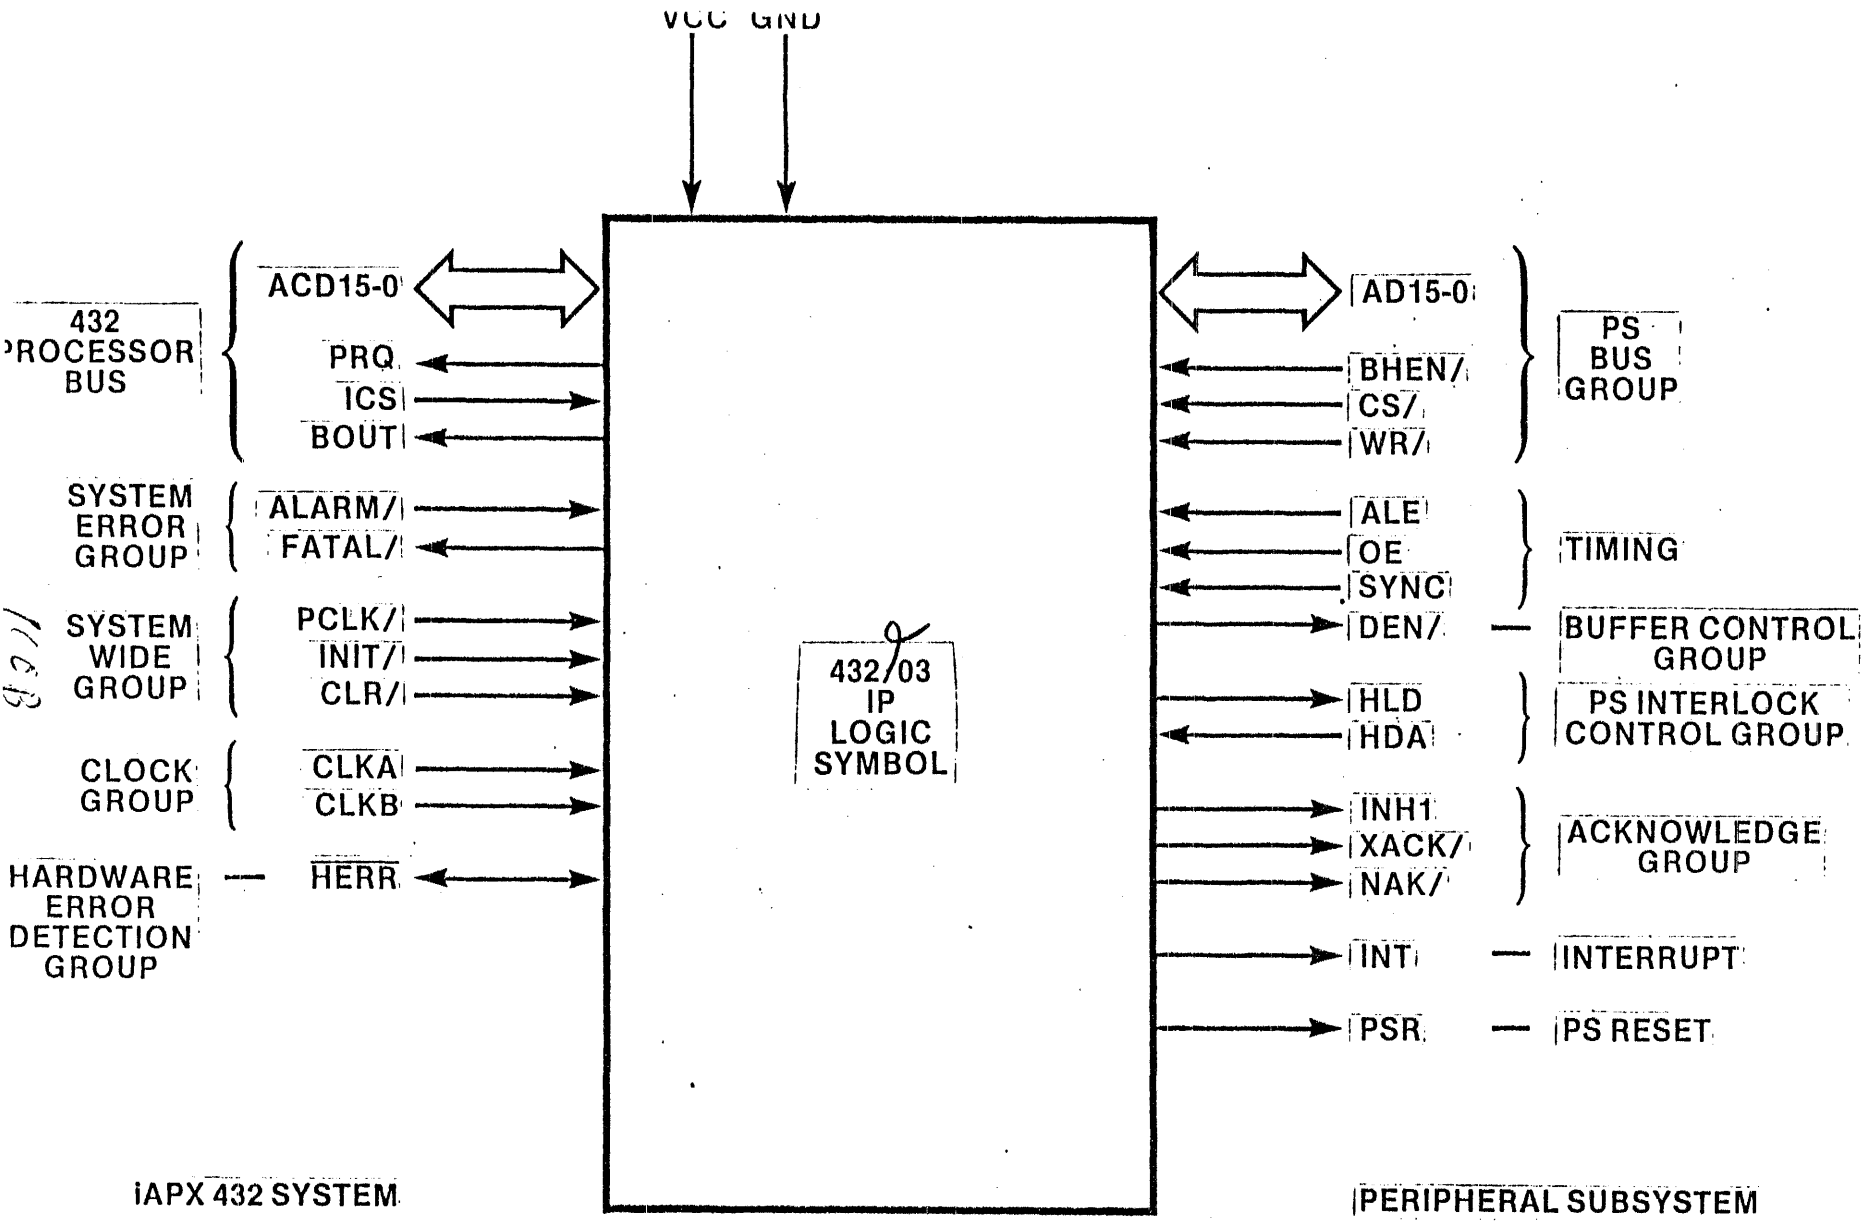 VCC GND
432
PROCESSOR
BUS
ACD15-0
PRQ
ICS
BOUT
SYSTEM
ERROR
GROUP
ALARM/
FATAL/
SYSTEM
WIDE
GROUP
PCLK/
INIT/
CLR/
CLOCK
GROUP
CLKA
CLKB
HARDWARE
ERROR
DETECTION
GROUP
HERR
iAPX 432 SYSTEM
432/03
IP
LOGIC
SYMBOL
AD15-0
BHEN/
CS/
WR/
PS
BUS
GROUP
ALE
OE
SYNC
TIMING
DEN/
BUFFER CONTROL
GROUP
HLD
HDA
PS INTERLOCK
CONTROL GROUP
INH1
XACK/
NAK/
ACKNOWLEDGE
GROUP
INT
INTERRUPT
PSR
PS RESET
PERIPHERAL SUBSYSTEM